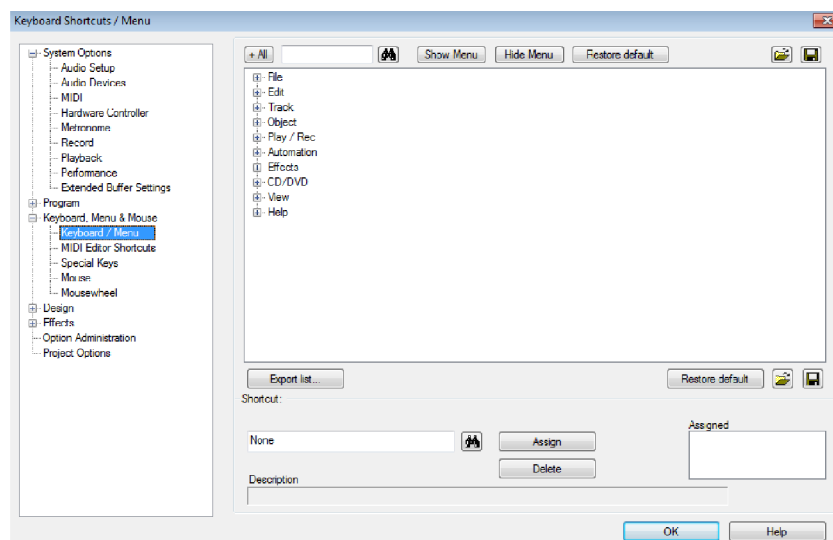 Keyboard Shortcuts / Menu
System Options
Audio Setup
Audio Devices
MIDI
Hardware Controller
Metronome
Record
Playback
Performance
Extended Buffer Settings
Program
Keyboard, Menu & Mouse
Keyboard / Menu
MIDI Editor Shortcuts
Special Keys
Mouse
Mousewheel
Design
Effects
Option Administration
Project Options
+ All
Show Menu
Hide Menu
Restore default
File
Edit
Track
Object
Play / Rec
Automation
Effects
CD/DVD
View
Help
Export list...
Restore default
Shortcut:
None
Assign
Delete
Assigned
Description
OK
Help